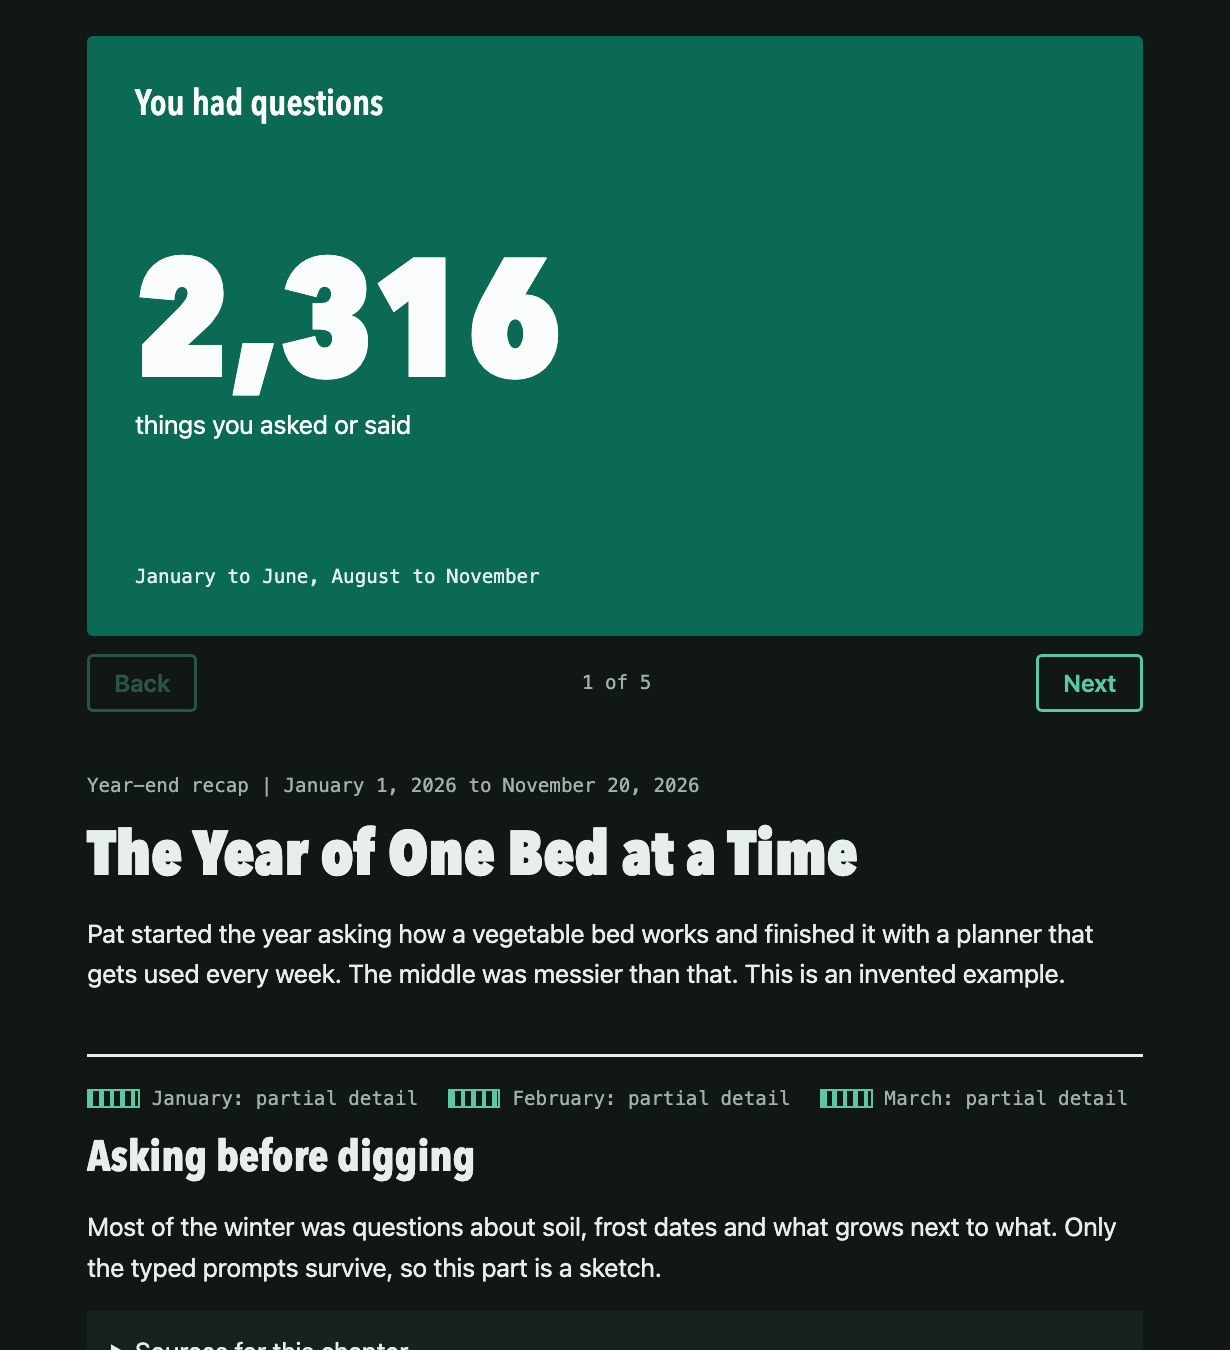 You had questions
2,316
things you asked or said
January to June, August to November
Back
1 of 5
Next
Year-end recap | January 1, 2026 to November 20, 2026
The Year of One Bed at a Time
Pat started the year asking how a vegetable bed works and finished it with a planner that
gets used every week. The middle was messier than that. This is an invented example.
January: partial detail
February: partial detail
March: partial detail
Asking before digging
Most of the winter was questions about soil, frost dates and what grows next to what. Only
the typed prompts survive, so this part is a sketch.
Sources for this chapter